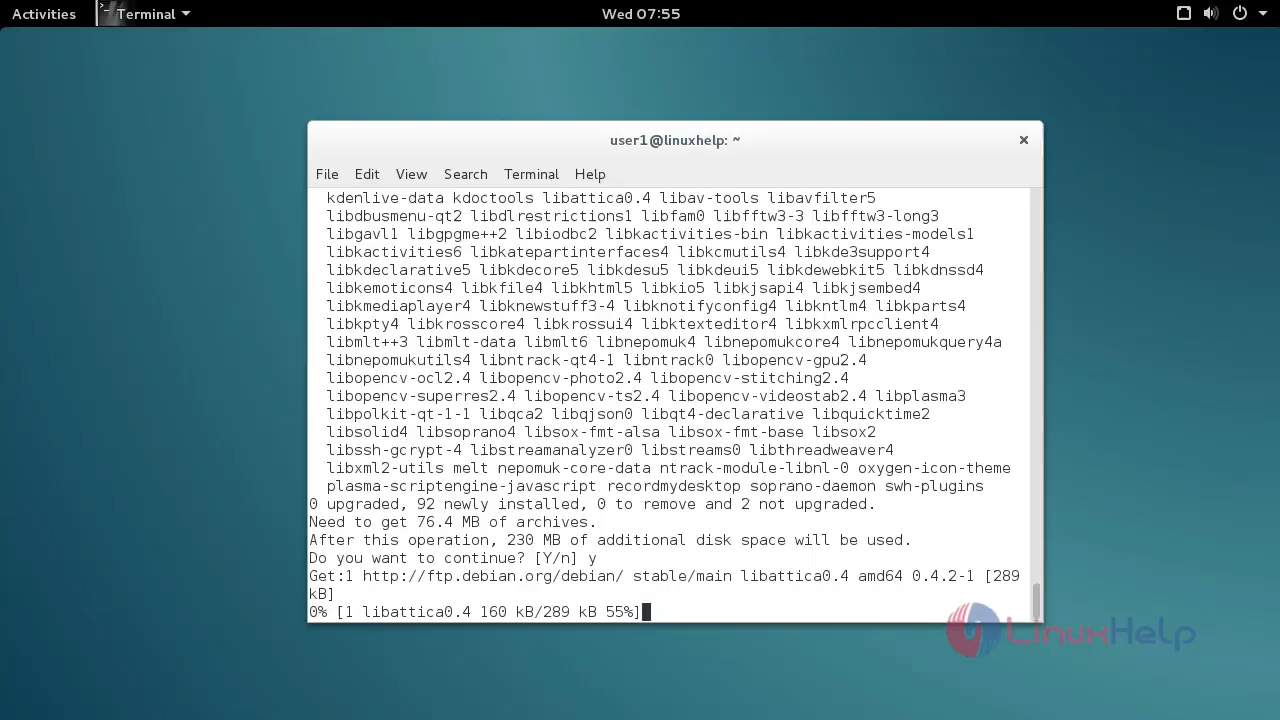 Activities Terminal Wed 07:55
user1@linuxhelp: ~
File Edit View Search Terminal Help
kdenlive-data kdoctools libattica0.4 libav-tools libavfilter5
libdbusmenu-qt2 libdlrestrictions1 libfam0 libfftw3-3 libfftw3-long3
libgavl1 libgpgme++2 libiodbc2 libkactivities-bin libkactivities-models1
libkactivities6 libkatepartinterfaces4 libkcmutils4 libkde3support4
libkdeclarative5 libkdecore5 libkdesu5 libkdeui5 libkdewebkit5 libkdnssd4
libkemoticons4 libkfile4 libkhtml5 libkio5 libkjsapi4 libkjsembed4
libkmediaplayer4 libknewstuff3-4 libknotifyconfig4 libkntlm4 libkparts4
libkpty4 libkrosscore4 libkrossui4 libktexteditor4 libkxmlrpcclient4
libmlt++3 libmlt-data libmlt6 libnepomuk4 libnepomukcore4 libnepomukquery4a
libnepomukutils4 libntrack-qt4-1 libntrack0 libopencv-gpu2.4
libopencv-ocl2.4 libopencv-photo2.4 libopencv-stitching2.4
libopencv-superres2.4 libopencv-ts2.4 libopencv-videostab2.4 libplasma3
libpolkit-qt-1-1 libqca2 libqjson0 libqt4-declarative libquicktime2
libsolid4 libsoprano4 libsox-fmt-alsa libsox-fmt-base libsox2
libssh-gcrypt-4 libstreamanalyzer0 libstreams0 libthreadweaver4
libxml2-utils melt nepomuk-core-data ntrack-module-libnl-0 oxygen-icon-theme
plasma-scriptengine-javascript recordmydesktop soprano-daemon swh-plugins
0 upgraded, 92 newly installed, 0 to remove and 2 not upgraded.
Need to get 76.4 MB of archives.
After this operation, 230 MB of additional disk space will be used.
Do you want to continue? [Y/n] y
Get:1 http://ftp.debian.org/debian/ stable/main libattica0.4 amd64 0.4.2-1 [289
kB]
0% [1 libattica0.4 160 kB/289 kB 55%]
LinuxHelp